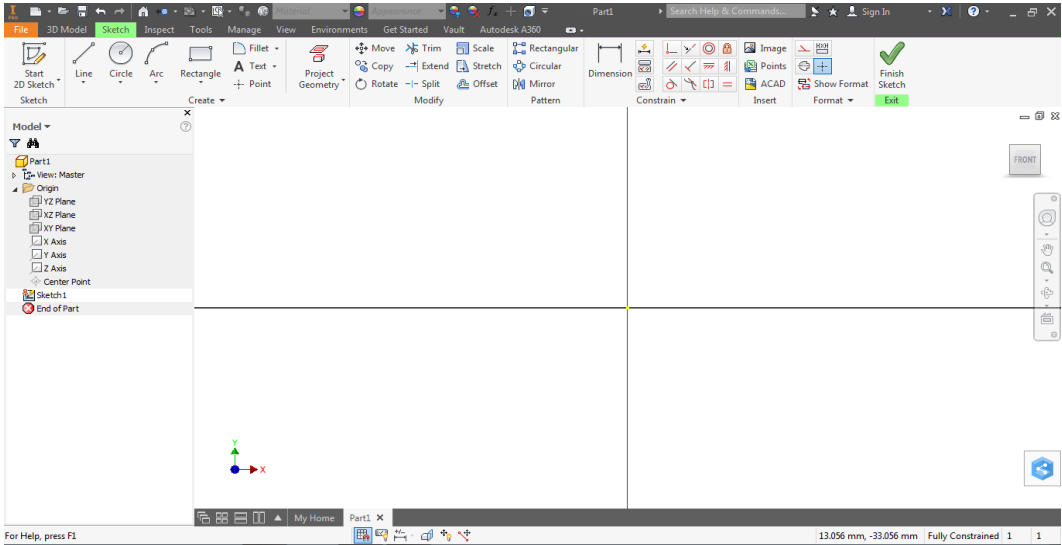 I PRO Material Appearance Part1 Search Help & Commands... Sign In
File 3D Model Sketch Inspect Tools Manage View Environments Get Started Vault Autodesk A360
Start 2D Sketch Line Circle Arc Rectangle Fillet Text Point Project Geometry Move Copy Rotate Trim Extend Split Scale Stretch Offset Rectangular Circular Mirror Dimension Image Points ACAD Show Format Finish Sketch
Sketch Create Modify Pattern Constrain Insert Format Exit
Model
Part1
View: Master
Origin
YZ Plane
XZ Plane
XY Plane
X Axis
Y Axis
Z Axis
Center Point
Sketch1
End of Part
FRONT
Y
X
My Home Part1
For Help, press F1 13.056 mm, -33.056 mm Fully Constrained 1 1